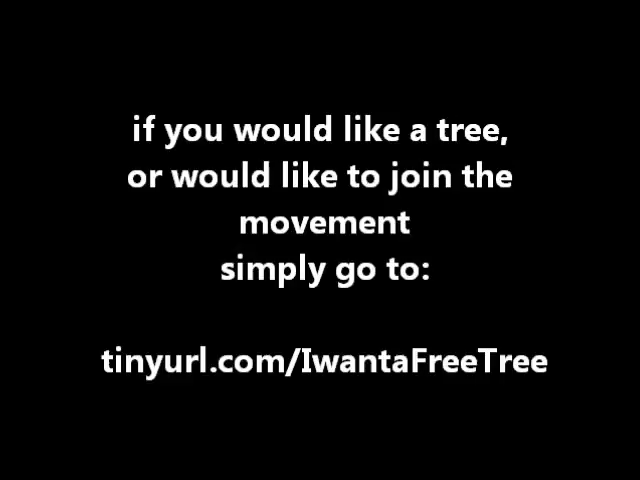 if you would like a tree,
or would like to join the
movement
simply go to:
tinyurl.com/IwantaFreeTree